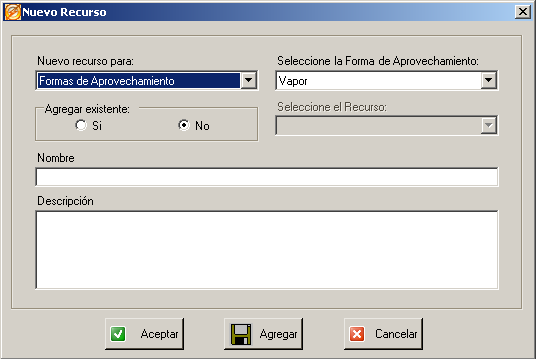 Nuevo Recurso
Nuevo recurso para:
Seleccione la Forma de Aprovechamiento:
Formas de Aprovechamiento
Vapor
Agregar existente:
Seleccione el Recurso:
Si
No
Nombre
Descripción
Aceptar
Agregar
Cancelar